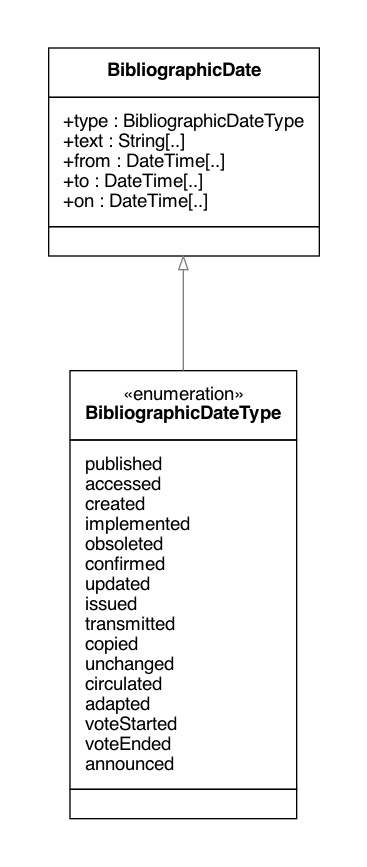 BibliographicDate
+type : BibliographicDateType
+text : String[..]
+from : DateTime[..]
+to : DateTime[..]
+on : DateTime[..]
«enumeration»
BibliographicDateType
published
accessed
created
implemented
obsoleted
confirmed
updated
issued
transmitted
copied
unchanged
circulated
adapted
voteStarted
voteEnded
announced